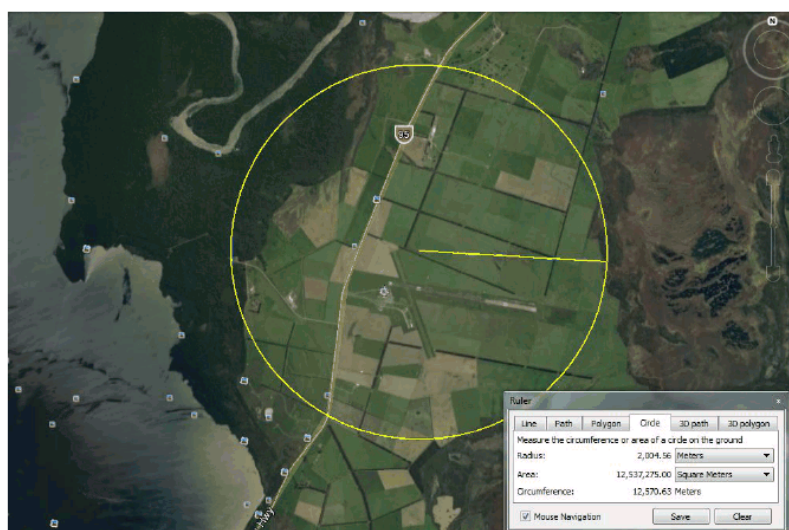 N
95
Hwy
Ruler
x
Line Path Polygon Circle 3D path 3D polygon
Measure the circumference or area of a circle on the ground
Radius: 2,004.56 Meters
Area: 12,537,275.00 Square Meters
Circumference: 12,570.63 Meters
Mouse Navigation Save Clear